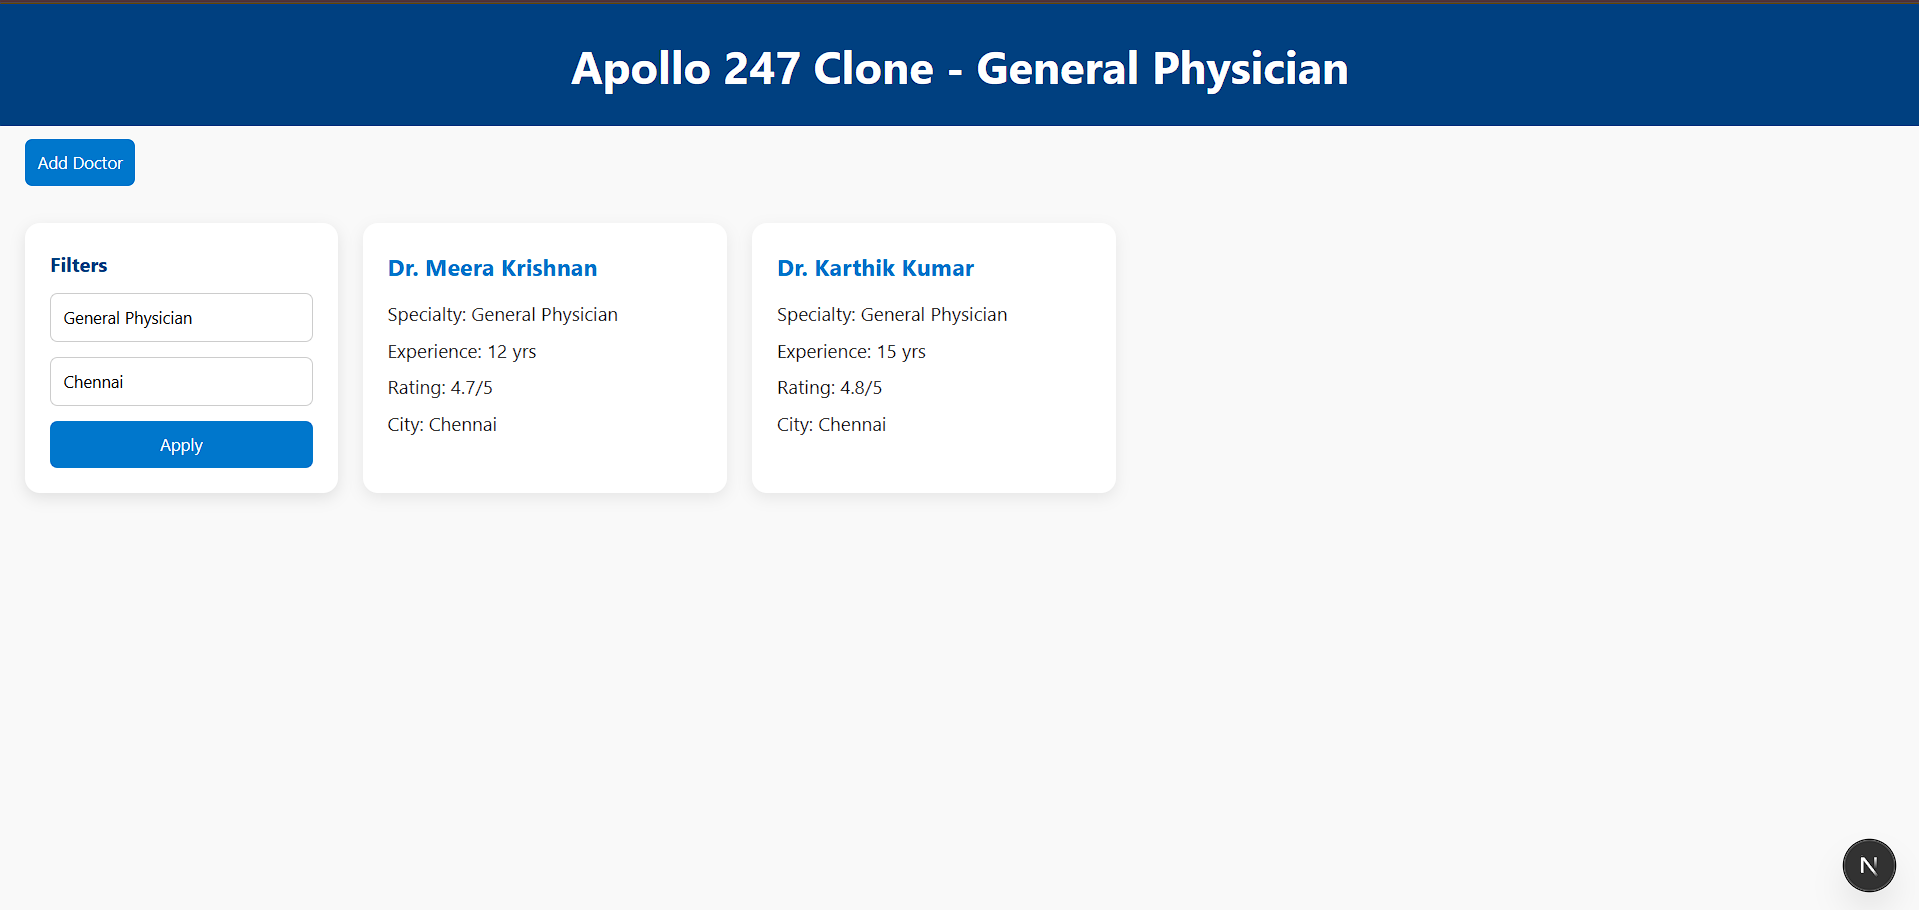 Apollo 247 Clone - General Physician
Add Doctor
Filters
General Physician
Chennai
Apply
Dr. Meera Krishnan
Specialty: General Physician
Experience: 12 yrs
Rating: 4.7/5
City: Chennai
Dr. Karthik Kumar
Specialty: General Physician
Experience: 15 yrs
Rating: 4.8/5
City: Chennai
N